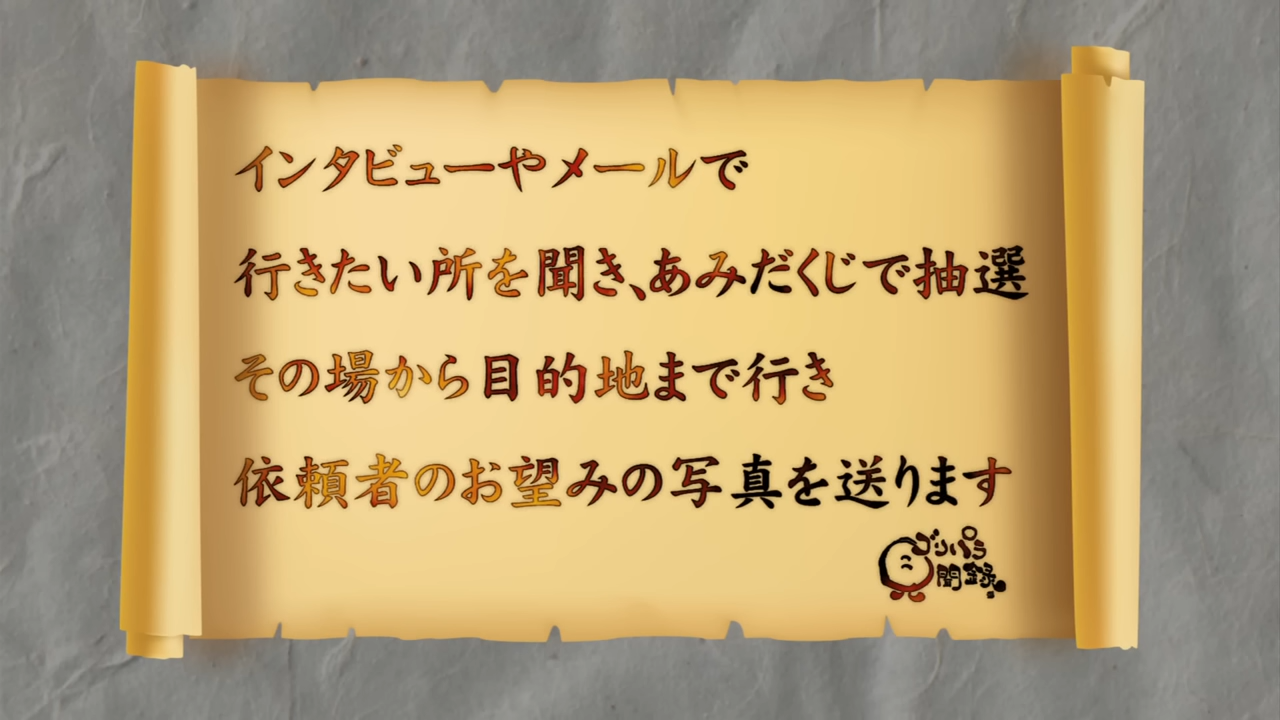 インタビューやメールで
行きたい所を聞き、あみだくじで抽選
その場から目的地まで行き
依頼者のお望みの写真を送ります
ゴリパラ
聞録